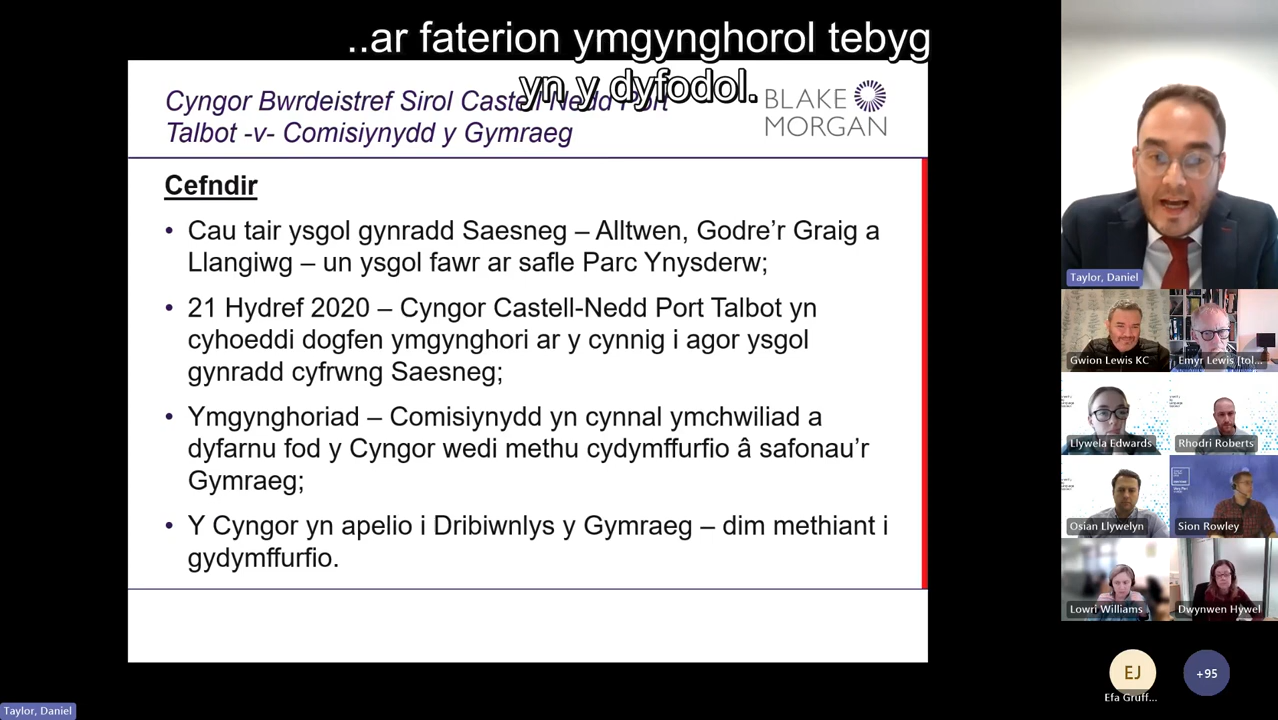 ..ar faterion ymgynghorol tebyg
yn y dyfodol.
Cyngor Bwrdeistref Sirol Castell-Nedd Port
Talbot -v- Comisiynydd y Gymraeg
BLAKE
MORGAN
Cefndir
• Cau tair ysgol gynradd Saesneg – Alltwen, Godre’r Graig a
Llangiwg – un ysgol fawr ar safle Parc Ynysderw;
• 21 Hydref 2020 – Cyngor Castell-Nedd Port Talbot yn
cyhoeddi dogfen ymgynghori ar y cynnig i agor ysgol
gynradd cyfrwng Saesneg;
• Ymgynghoriad – Comisiynydd yn cynnal ymchwiliad a
dyfarnu fod y Cyngor wedi methu cydymffurfio â safonau’r
Gymraeg;
• Y Cyngor yn apelio i Dribiwnlys y Gymraeg – dim methiant i
gydymffurfio.
Taylor, Daniel
Gwion Lewis KC
Emyr Lewis [tol...
Llywela Edwards
Rhodri Roberts
Osian Llywelyn
Sion Rowley
Lowri Williams
Dwynwen Hywel
EJ
+95
Efa Gruff...
Taylor, Daniel